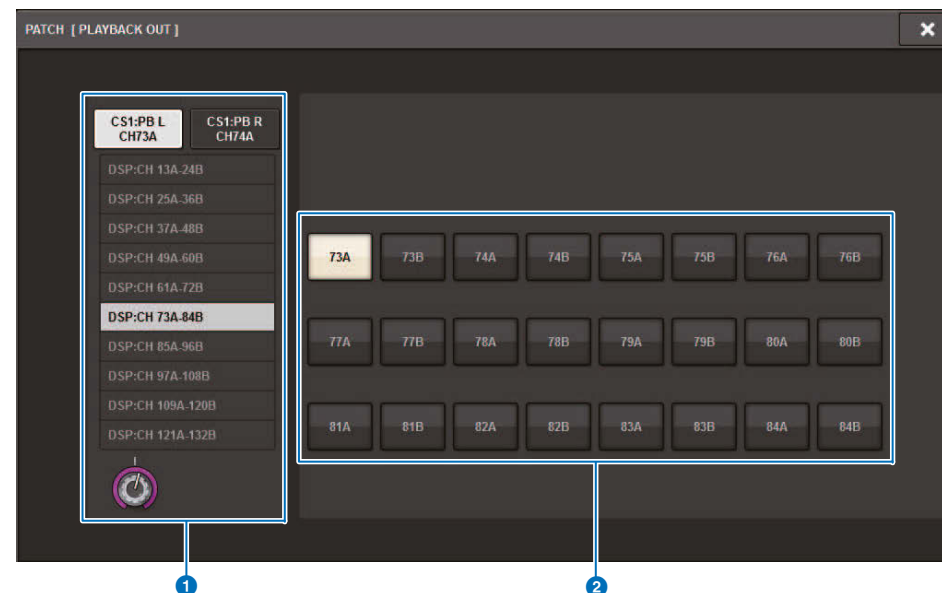 PATCH [ PLAYBACK OUT ]
CS1:PB L
CH73A
CS1:PB R
CH74A
DSP:CH 13A-24B
DSP:CH 25A-36B
DSP:CH 37A-48B
DSP:CH 49A-60B
DSP:CH 61A-72B
DSP:CH 73A-84B
DSP:CH 85A-96B
DSP:CH 97A-108B
DSP:CH 109A-120B
DSP:CH 121A-132B
73A 73B 74A 74B 75A 75B 76A 76B
77A 77B 78A 78B 79A 79B 80A 80B
81A 81B 82A 82B 83A 83B 84A 84B
1 2